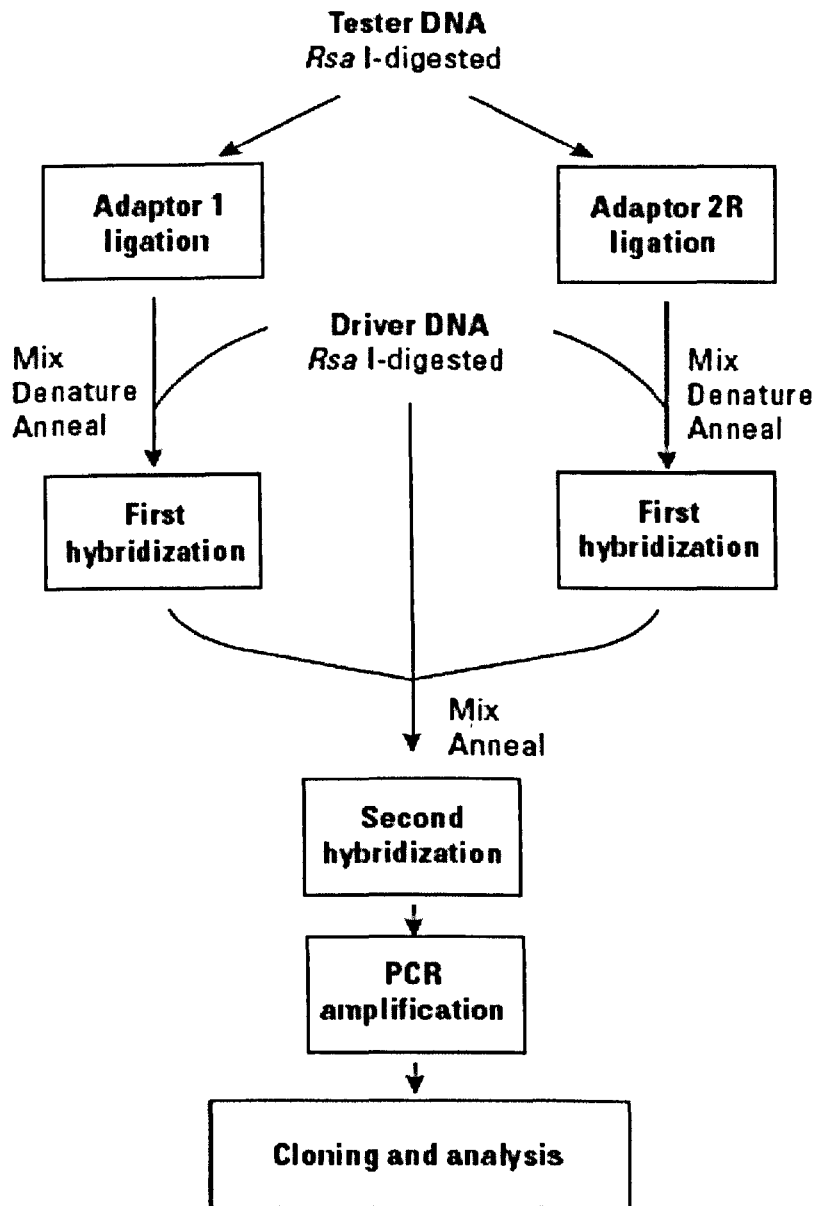 Tester DNA
Rsa I-digested
Adaptor 1
ligation
Adaptor 2R
ligation
Driver DNA
Rsa I-digested
Mix
Denature
Anneal
Mix
Denature
Anneal
First
hybridization
First
hybridization
Mix
Anneal
Second
hybridization
PCR
amplification
Cloning and analysis